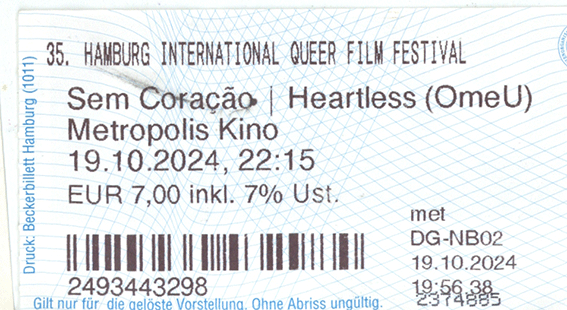 35. HAMBURG INTERNATIONAL QUEER FILM FESTIVAL
Sem Coração | Heartless (OmeU)
Metropolis Kino
19.10.2024, 22:15
EUR 7,00 inkl. 7% Ust.
met
DG-NB02
19.10.2024
19:56,38
2374885
2493443298
Gilt nur für die gelöste Vorstellung. Ohne Abriss ungültig.
Druck: Beckerbillett Hamburg (1011)